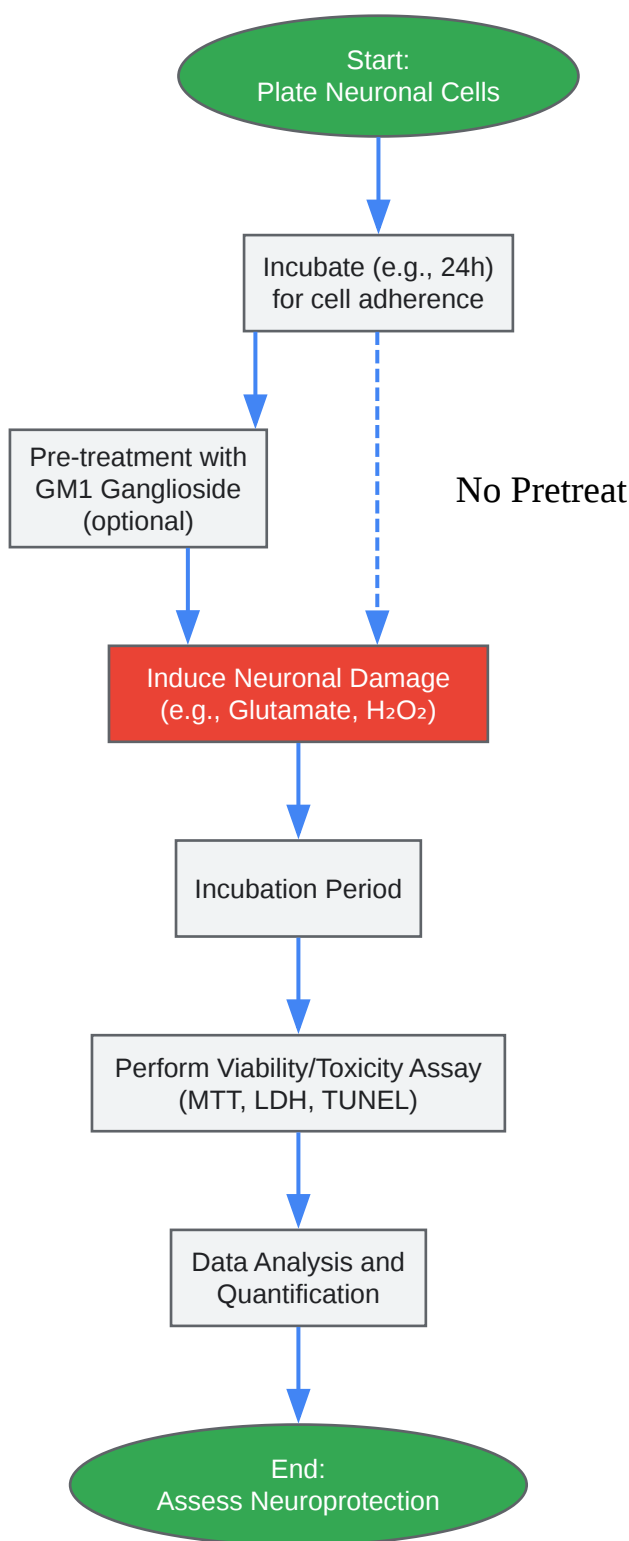 Start:
Plate Neuronal Cells
Incubate (e.g., 24h)
for cell adherence
Pre-treatment with
GM1 Ganglioside
(optional)
No Pretreat
Induce Neuronal Damage
(e.g., Glutamate, H₂O₂)
Incubation Period
Perform Viability/Toxicity Assay
(MTT, LDH, TUNEL)
Data Analysis and
Quantification
End:
Assess Neuroprotection